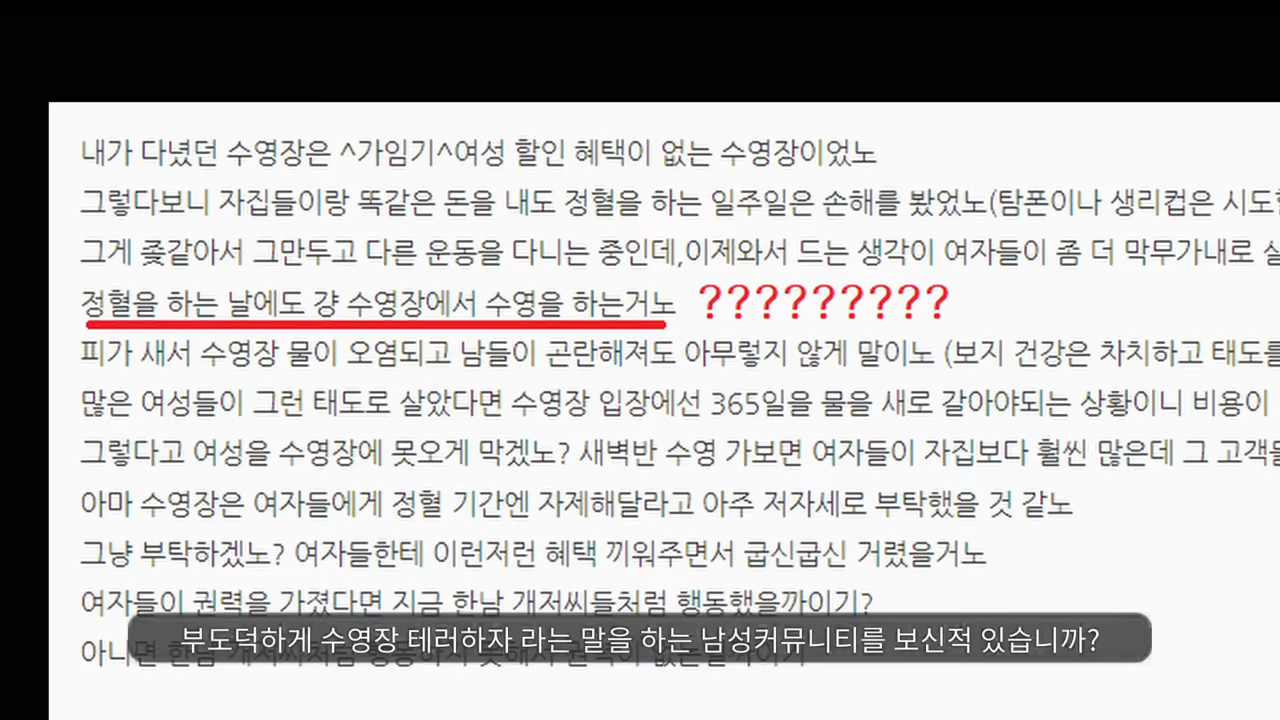 내가 다녔던 수영장은 ^가임기^여성 할인 혜택이 없는 수영장이었노
그렇다보니 자집들이랑 똑같은 돈을 내도 정혈을 하는 일주일은 손해를 봤었노(탐폰이나 생리컵은 시도
그게 좆같아서 그만두고 다른 운동을 다니는 중인데,이제와서 드는 생각이 여자들이 좀 더 막무가내로
정혈을 하는 날에도 걍 수영장에서 수영을 하는거노 ?????????
피가 새서 수영장 물이 오염되고 남들이 곤란해져도 아무렇지 않게 말이노 (보지 건강은 차치하고 태도를
많은 여성들이 그런 태도로 살았다면 수영장 입장에선 365일을 물을 새로 갈아야되는 상황이니 비용이
그렇다고 여성을 수영장에 못오게 막겠노? 새벽반 수영 가보면 여자들이 자집보다 훨씬 많은데 그
아마 수영장은 여자들에게 정혈 기간엔 자제해달라고 아주 저자세로 부탁했을 것 같노
그냥 부탁하겠노? 여자들한테 이런저런 혜택 끼워주면서 굽신굽신 거렸을거노
여자들이 권력을 가졌다면 지금 한남 개저씨들처럼 행동했을까이기?
부도덕하게 수영장 테러하자 라는 말을 하는 남성커뮤니티를 보신적 있습니까?